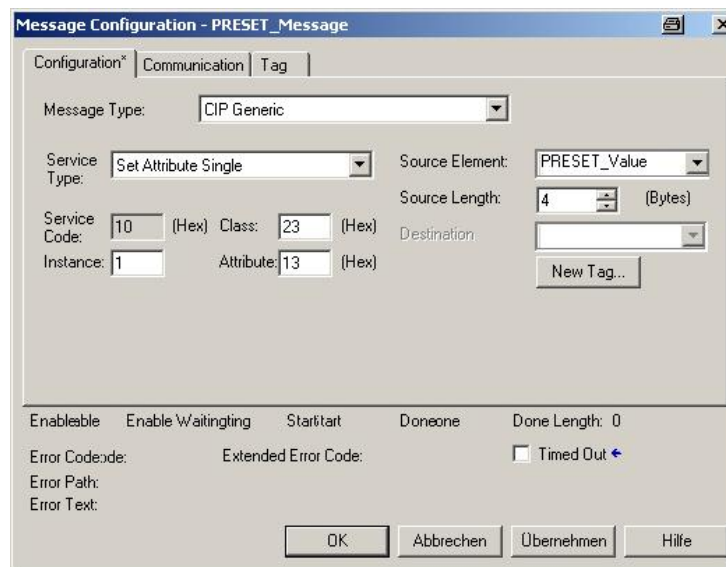 Message Configuration - PRESET_Message
Configuration* Communication Tag
Message Type: CIP Generic
Service Type: Set Attribute Single
Source Element: PRESET_Value
Source Length: 4 (Bytes)
Service Code: 10 (Hex) Class: 23 (Hex)
Destination
Instance: 1 Attribute: 13 (Hex)
New Tag...
Enableable Enable Waitingting Startitart Doneone Done Length: 0
Error Code:ode: Extended Error Code: Timed Out ←
Error Path:
Error Text:
OK Abbrechen Übernehmen Hilfe